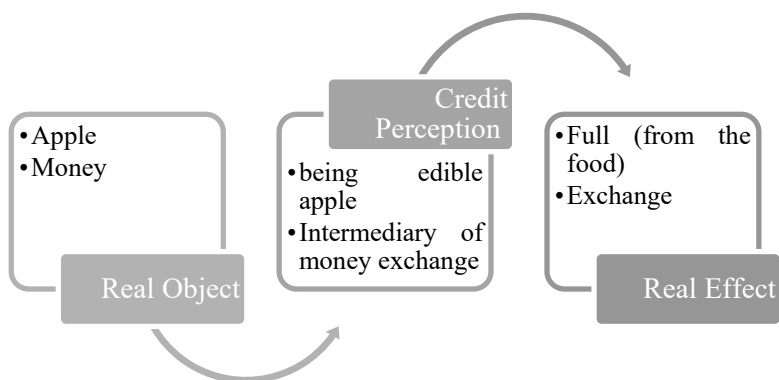 • Apple
• Money
Real Object
Credit
Perception
• being edible
apple
• Intermediary of
money exchange
• Full (from the
food)
• Exchange
Real Effect